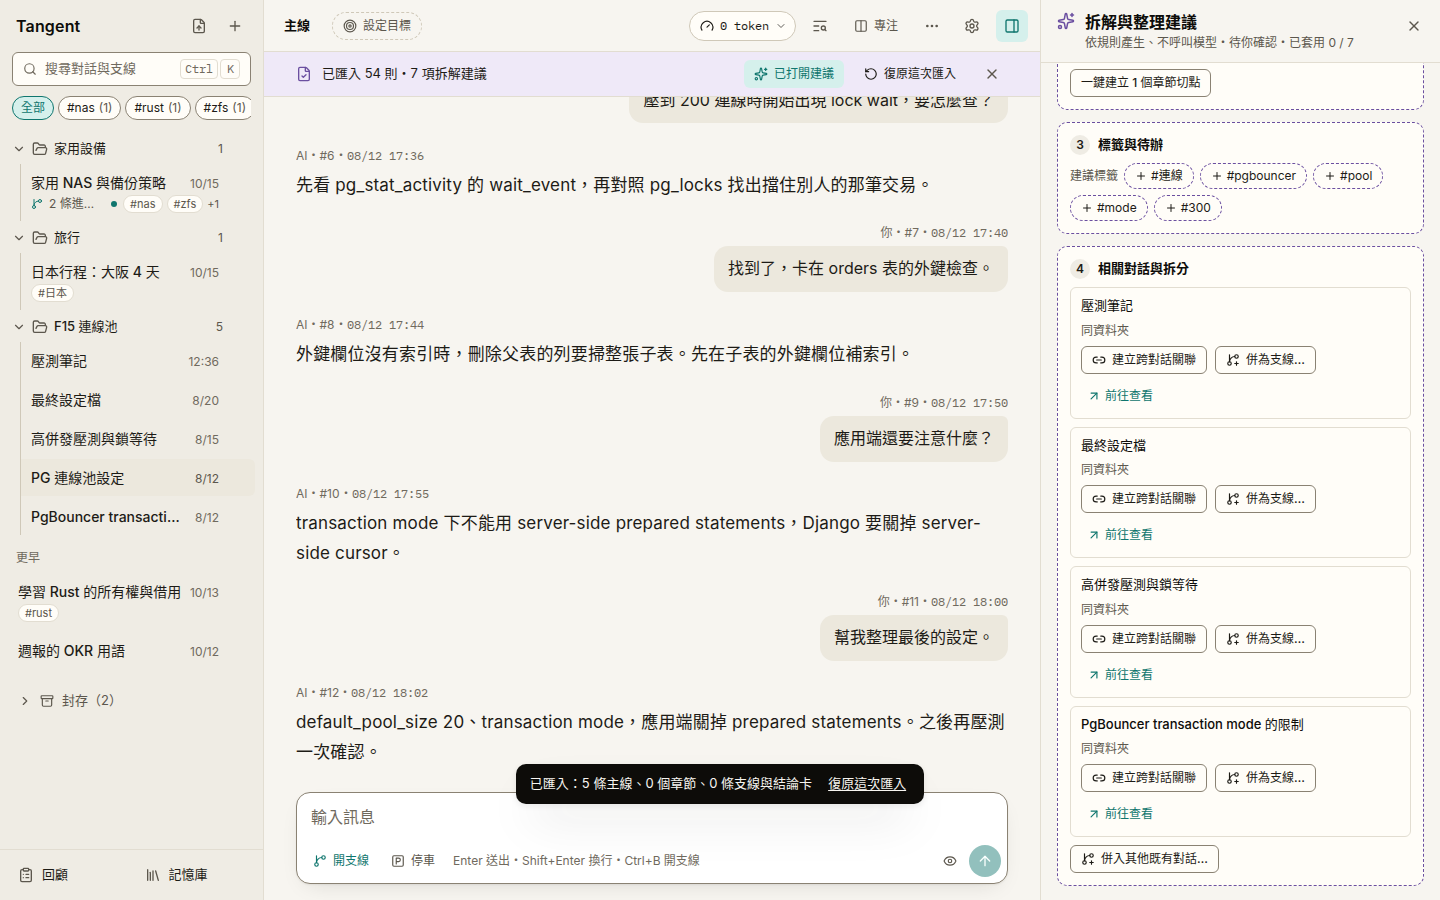 Tangent
搜尋對話與支線 Ctrl K
全部 #nas (1) #rust (1) #zfs (1)
家用設備 1
家用 NAS 與備份策略 10/15
2 條進... #nas #zfs +1
旅行 1
日本行程：大阪 4 天 10/15
#日本
F15 連線池 5
壓測筆記 12:36
最終設定檔 8/20
高併發壓測與鎖等待 8/15
PG 連線池設定 8/12
PgBouncer transacti... 8/12
更早
學習 Rust 的所有權與借用 10/13
#rust
週報的 OKR 用語 10/12
封存（2）
回顧 記憶庫
主線 設定目標 0 token 專注
已匯入 54 則・7 項拆解建議 已打開建議 復原這次匯入
壓到 200 連線時開始出現 lock wait，要怎麼查？
AI・#6・08/12 17:36
先看 pg_stat_activity 的 wait_event，再對照 pg_locks 找出擋住別人的那筆交易。
你・#7・08/12 17:40
找到了，卡在 orders 表的外鍵檢查。
AI・#8・08/12 17:44
外鍵欄位沒有索引時，刪除父表的列要掃整張子表。先在子表的外鍵欄位補索引。
你・#9・08/12 17:50
應用端還要注意什麼？
AI・#10・08/12 17:55
transaction mode 下不能用 server-side prepared statements，Django 要關掉 server-
side cursor。
你・#11・08/12 18:00
幫我整理最後的設定。
AI・#12・08/12 18:02
default_pool_size 20、transaction mode，應用端關掉 prepared statements。之後再壓測
一次確認。
已匯入：5 條主線、0 個章節、0 條支線與結論卡 復原這次匯入
輸入訊息
開支線 停車 Enter 送出・Shift+Enter 換行・Ctrl+B 開支線
拆解與整理建議
依規則產生、不呼叫模型・待你確認・已套用 0 / 7
一鍵建立 1 個章節切點
3 標籤與待辦
建議標籤 #連線 #pgbouncer #pool
#mode #300
4 相關對話與拆分
壓測筆記
同資料夾
建立跨對話關聯 併為支線...
前往查看
最終設定檔
同資料夾
建立跨對話關聯 併為支線...
前往查看
高併發壓測與鎖等待
同資料夾
建立跨對話關聯 併為支線...
前往查看
PgBouncer transaction mode 的限制
同資料夾
建立跨對話關聯 併為支線...
前往查看
併入其他既有對話...